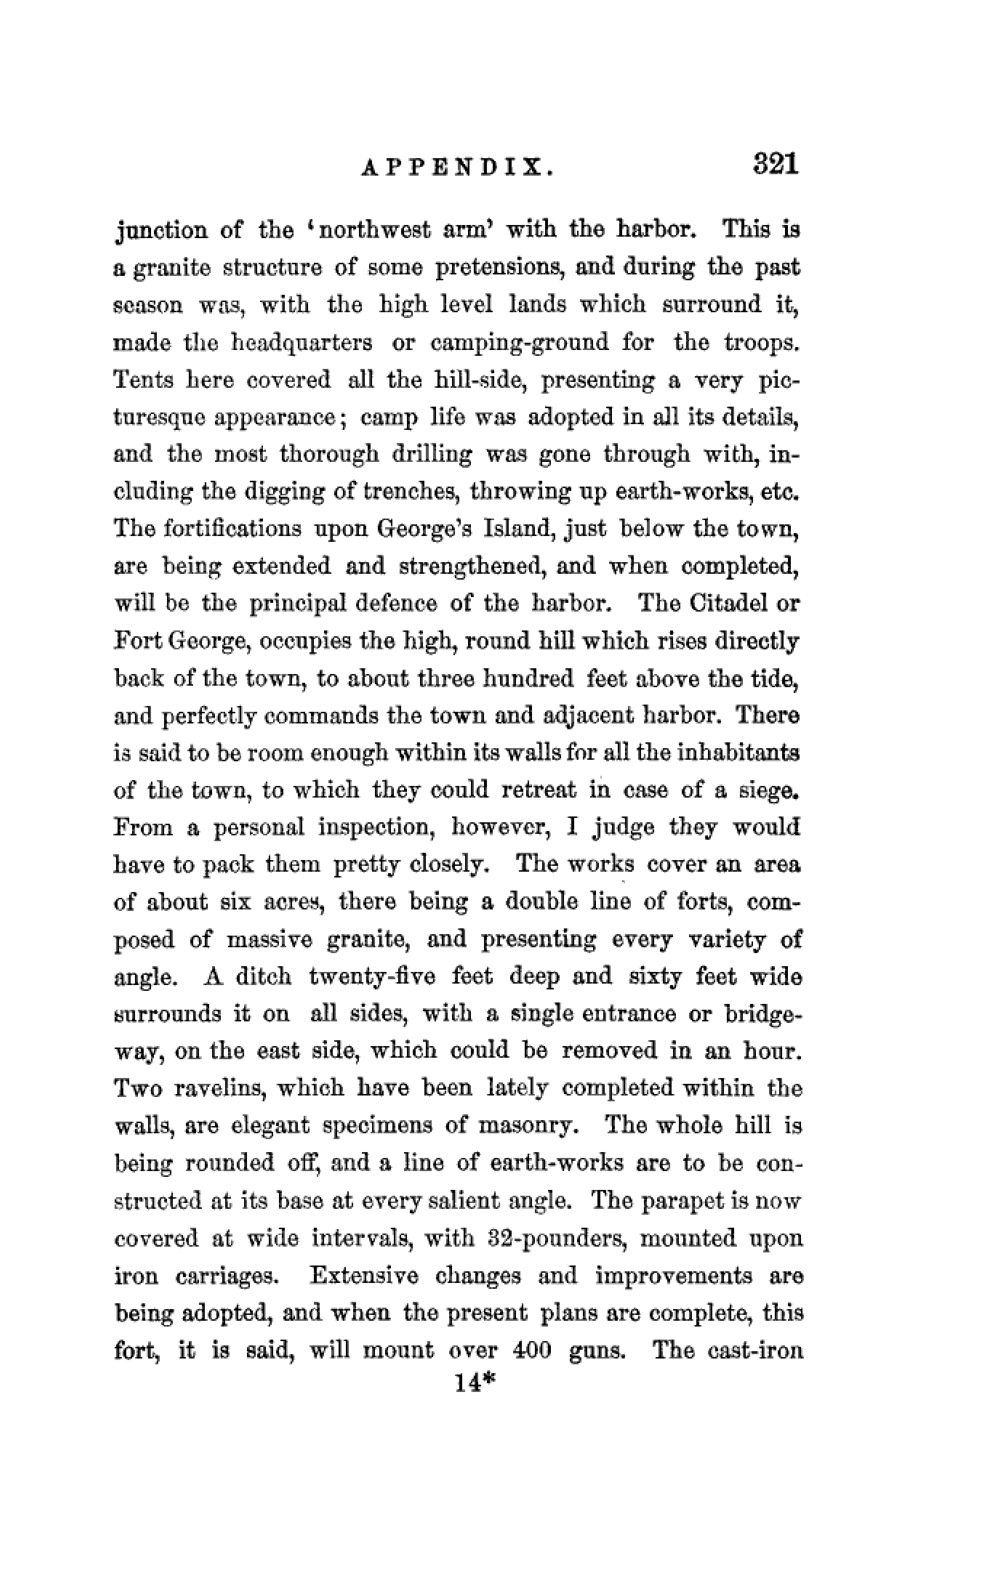 APPENDIX. 321
junction of the ‘northwest arm’ with the harbor. This is
a granite structure of some pretensions, and during the past
season was, with the high level lands which surround it,
made the headquarters or camping-ground for the troops.
Tents here covered all the hill-side, presenting a very pic-
turesque appearance; camp life was adopted in all its details,
and the most thorough drilling was gone through with, in-
cluding the digging of trenches, throwing up earth-works, etc.
The fortifications upon George’s Island, just below the town,
are being extended and strengthened, and when completed,
will be the principal defence of the harbor. The Citadel or
Fort George, occupies the high, round hill which rises directly
back of the town, to about three hundred feet above the tide,
and perfectly commands the town and adjacent harbor. There
is said to be room enough within its walls for all the inhabitants
of the town, to which they could retreat in case of a siege.
From a personal inspection, however, I judge they would
have to pack them pretty closely. The works cover an area
of about six acres, there being a double line of forts, com-
posed of massive granite, and presenting every variety of
angle. A ditch twenty-five feet deep and sixty feet wide
surrounds it on all sides, with a single entrance or bridge-
way, on the east side, which could be removed in an hour.
Two ravelins, which have been lately completed within the
walls, are elegant specimens of masonry. The whole hill is
being rounded off, and a line of earth-works are to be con-
structed at its base at every salient angle. The parapet is now
covered at wide intervals, with 32-pounders, mounted upon
iron carriages. Extensive changes and improvements are
being adopted, and when the present plans are complete, this
fort, it is said, will mount over 400 guns. The cast-iron
14*